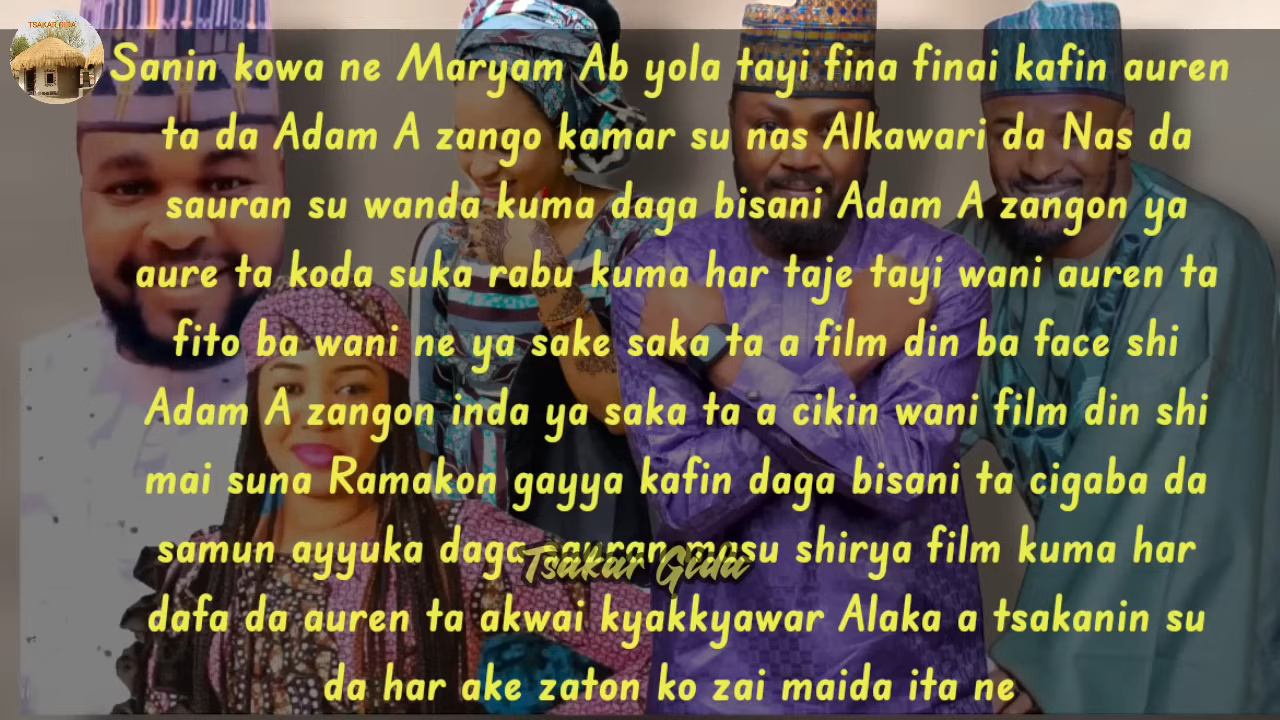 TSAKAR GIDA
Sanin kowa ne Maryam Ab yola tayi fina finai kafin auren
ta da Adam A zango kamar su nas Alkawari da Nas da
sauran su wanda kuma daga bisani Adam A zangon ya
aure ta koda suka rabu kuma har taje tayi wani auren ta
fito ba wani ne ya sake saka ta a film din ba face shi
Adam A zangon inda ya saka ta a cikin wani film din shi
mai suna Ramakon gayya kafin daga bisani ta cigaba da
samun ayyuka daga sauran masu shirya film kuma har
Tsakar Gida
dafa da auren ta akwai kyakkyawar Alaka a tsakanin su
da har ake zaton ko zai maida ita ne